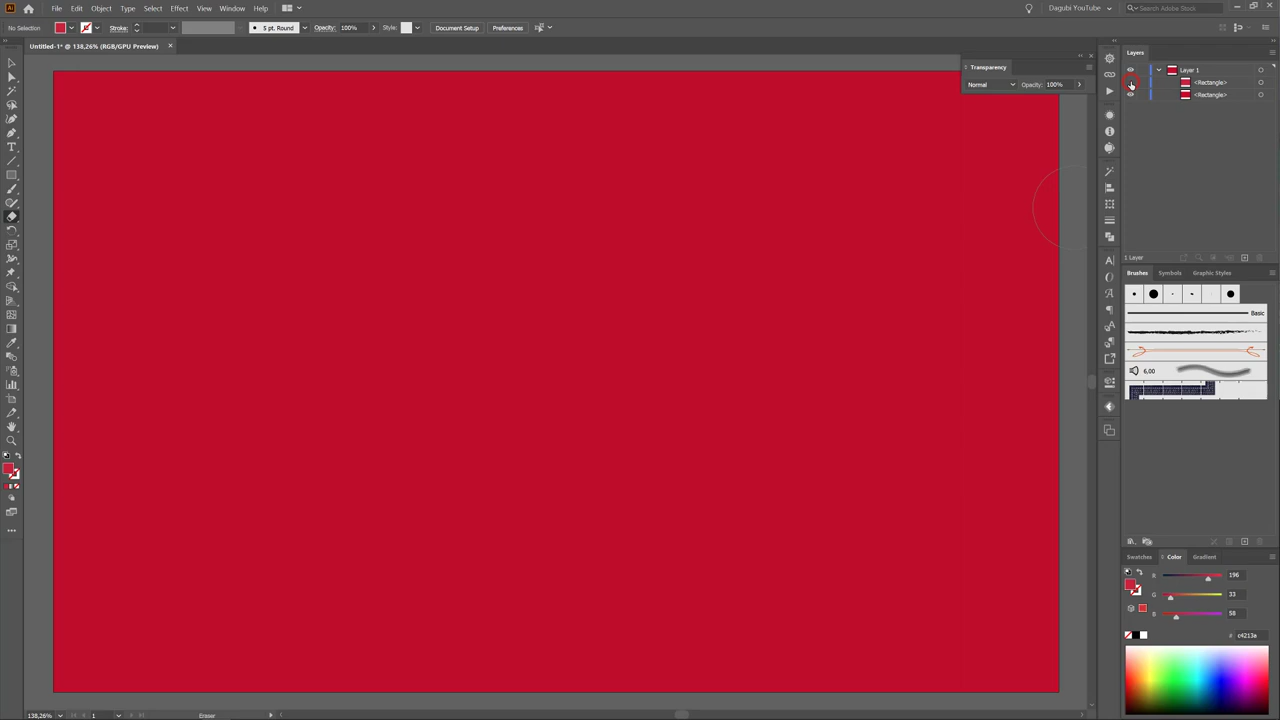 File Edit Object Type Select Effect View Window Help
Dagubi YouTube
Search Adobe Stock
No Selection
Stroke:
5 pt. Round
Opacity: 100%
Style:
Document Setup
Preferences
Untitled-1* @ 138,26% (RGB/GPU Preview)
Transparency
Normal
Opacity: 100%
Layers
Layer 1
<Rectangle>
<Rectangle>
1 Layer
Brushes Symbols Graphic Styles
Basic
6,00
Swatches Color Gradient
R 196
G 33
B 58
# c4213a
138,26%
1
Eraser